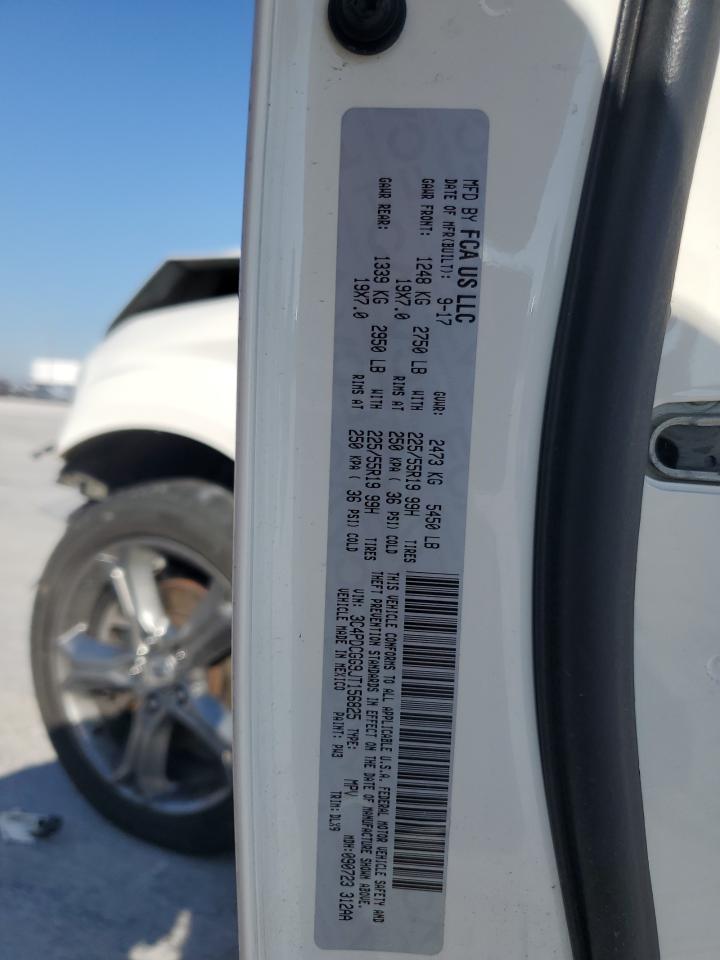 MFD BY FCA US LLC
DATE OF MFR(BUILT): 9-17 GVWR: 2473 KG 5450 LB
GAWR FRONT: 1248 KG 2750 LB WITH 225/55R19 99H TIRES
19X7.0 RIMS AT 250 KPA ( 36 PSI) COLD
GAWR REAR: 1339 KG 2950 LB WITH 225/55R19 99H TIRES
19X7.0 RIMS AT 250 KPA ( 36 PSI) COLD
THIS VEHICLE CONFORMS TO ALL APPLICABLE U.S.A. FEDERAL MOTOR VEHICLE SAFETY AND
THEFT PREVENTION STANDARDS IN EFFECT ON THE DATE OF MANUFACTURE SHOWN ABOVE.
VIN: 3C4PDCGG9JT156825 TYPE: MPV MDH:090723 312AA
VEHICLE MADE IN MEXICO PAINT: PW3 TRIM:DLX9